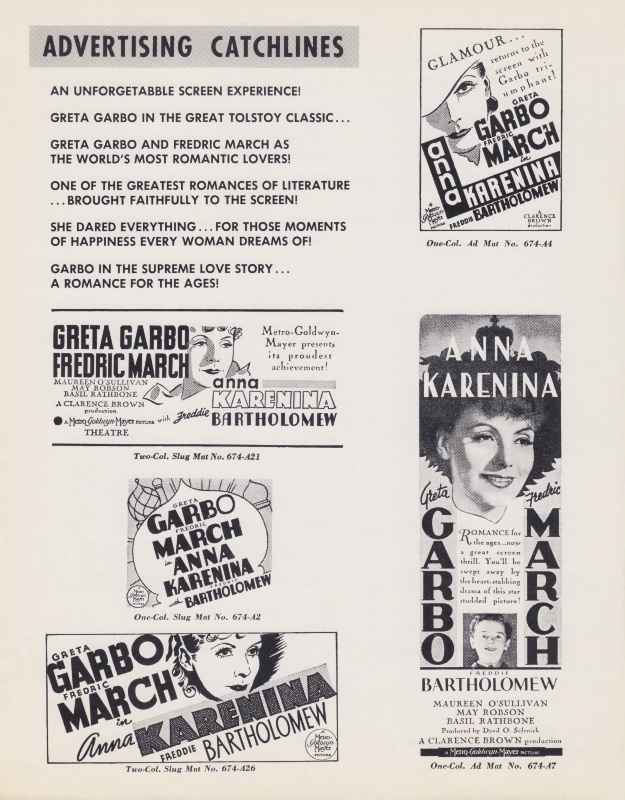 ADVERTISING CATCHLINES
AN UNFORGETABBLE SCREEN EXPERIENCE!
GRETA GARBO IN THE GREAT TOLSTOY CLASSIC...
GRETA GARBO AND FREDRIC MARCH AS
THE WORLD'S MOST ROMANTIC LOVERS!
ONE OF THE GREATEST ROMANCES OF LITERATURE
...BROUGHT FAITHFULLY TO THE SCREEN!
SHE DARED EVERYTHING...FOR THOSE MOMENTS
OF HAPPINESS EVERY WOMAN DREAMS OF!
GARBO IN THE SUPREME LOVE STORY...
A ROMANCE FOR THE AGES!
GRETA GARBO
FREDRIC MARCH
MAUREEN O'SULLIVAN
MAY ROBSON
BASIL RATHBONE
A CLARENCE BROWN
production
A Metro-Goldwyn-Mayer PICTURE
THEATRE
Metro-Goldwyn-
Mayer presents
its proudest
achievement!
anna
KARENINA
with Freddie BARTHOLOMEW
Two-Col. Slug Mat No. 674-A21
GRETA
GARBO
FREDRIC
MARCH
in
ANNA
KARENINA
FREDDIE
with BARTHOLOMEW
Metro
Goldwyn
Mayer
PICTURE
One-Col. Slug Mat No. 674-A2
GRETA
GARBO
FREDRIC
MARCH
in
Anna KARENINA
FREDDIE BARTHOLOMEW
A
Metro-
Goldwyn
Mayer
PICTURE
Two-Col. Slug Mat No. 674-A26
GLAMOUR...
returns to the
screen with
Garbo tri-
umphant!
GRETA
GARBO
FREDRIC
MARCH
in
anna
KARENINA
FREDDIE BARTHOLOMEW
A
Metro-
Goldwyn
Mayer
PICTURE
A
CLARENCE
BROWN
production
One-Col. Ad Mat No. 674-A4
ANNA
KARENINA
Greta
GARBO
Fredric
MARCH
ROMANCE for
the ages...now
a great screen
thrill. You'll be
swept away by
the heart-stabbing
drama of this star
studded picture!
FREDDIE
BARTHOLOMEW
MAUREEN O'SULLIVAN
MAY ROBSON
BASIL RATHBONE
Produced by David O. Selznick
A CLARENCE BROWN production
A Metro-Goldwyn-Mayer PICTURE
One-Col. Ad Mat No. 674-A7